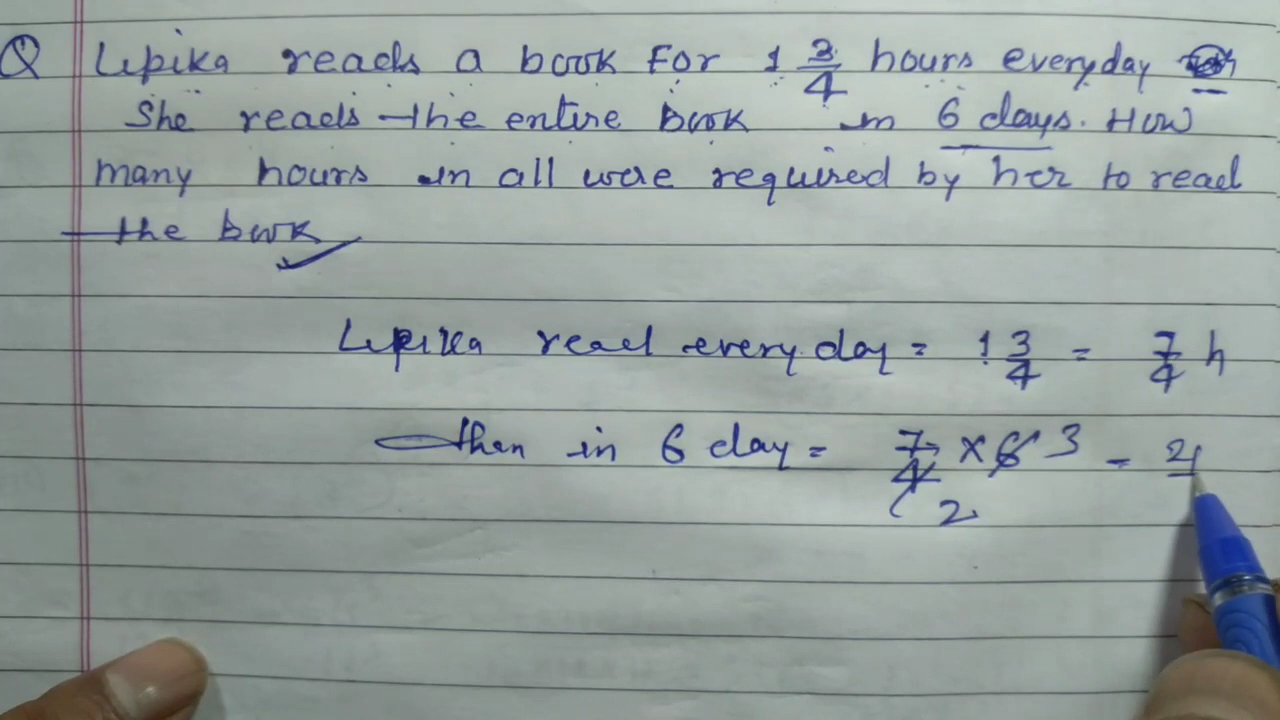 Q Lipika reads a book For 1 3/4 hours everyday
She reads the entire book in 6 days. How
many hours in all were required by her to read
the book
Lipika read everyday = 1 3/4 = 7/4 h
then in 6 day = 7/4 × 6 3 = 21
2